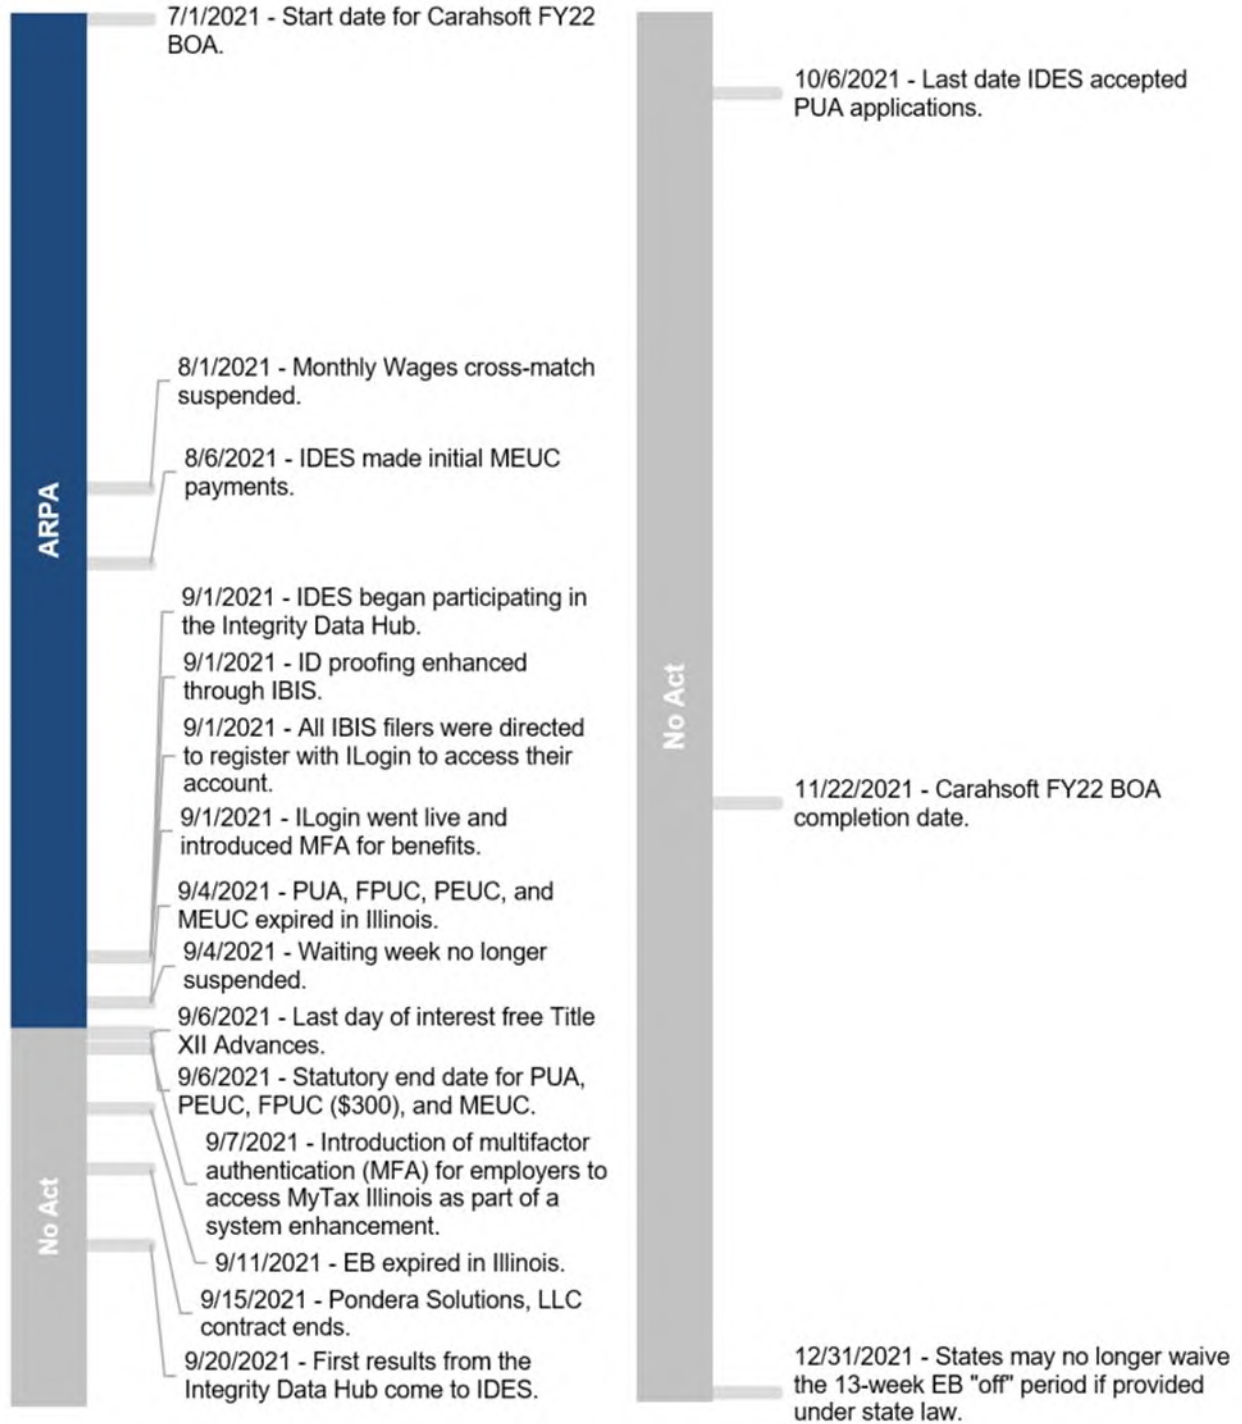 7/1/2021 - Start date for Carahsoft FY22
BOA.
8/1/2021 - Monthly Wages cross-match
suspended.
8/6/2021 - IDES made initial MEUC
payments.
ARPA
9/1/2021 - IDES began participating in
the Integrity Data Hub.
9/1/2021 - ID proofing enhanced
through IBIS.
9/1/2021 - All IBIS filers were directed
to register with ILogin to access their
account.
9/1/2021 - ILogin went live and
introduced MFA for benefits.
9/4/2021 - PUA, FPUC, PEUC, and
MEUC expired in Illinois.
9/4/2021 - Waiting week no longer
suspended.
9/6/2021 - Last day of interest free Title
XII Advances.
9/6/2021 - Statutory end date for PUA,
PEUC, FPUC ($300), and MEUC.
9/7/2021 - Introduction of multifactor
authentication (MFA) for employers to
access MyTax Illinois as part of a
system enhancement.
No Act
9/11/2021 - EB expired in Illinois.
9/15/2021 - Pondera Solutions, LLC
contract ends.
9/20/2021 - First results from the
Integrity Data Hub come to IDES.
10/6/2021 - Last date IDES accepted
PUA applications.
No Act
11/22/2021 - Carahsoft FY22 BOA
completion date.
12/31/2021 - States may no longer waive
the 13-week EB "off" period if provided
under state law.